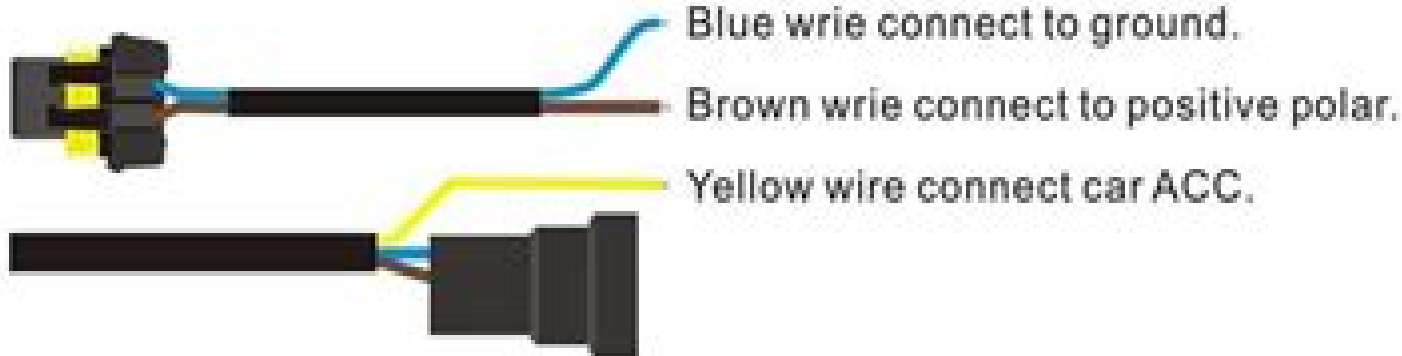 Blue wrie connect to ground.
Brown wrie connect to positive polar.
Yellow wire connect car ACC.